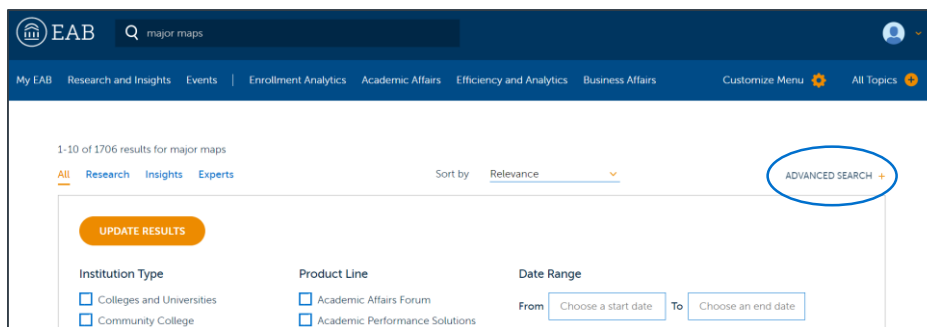 EAB major maps
My EAB Research and Insights Events | Enrollment Analytics Academic Affairs Efficiency and Analytics Business Affairs Customize Menu All Topics +
1-10 of 1706 results for major maps
All Research Insights Experts Sort by Relevance ADVANCED SEARCH +
UPDATE RESULTS
Institution Type Product Line Date Range
Colleges and Universities Academic Affairs Forum From Choose a start date To Choose an end date
Community College Academic Performance Solutions